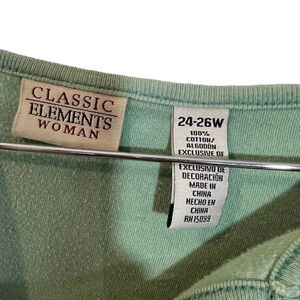 CLASSIC
ELEMENTS
WOMAN
24-26W
100%
COTTON/
ALGODON
EXCLUSIVE OF
EXCLUSIVO DE
DECORACIÓN
MADE IN
CHINA
HECHO EN
CHINA
RN15099